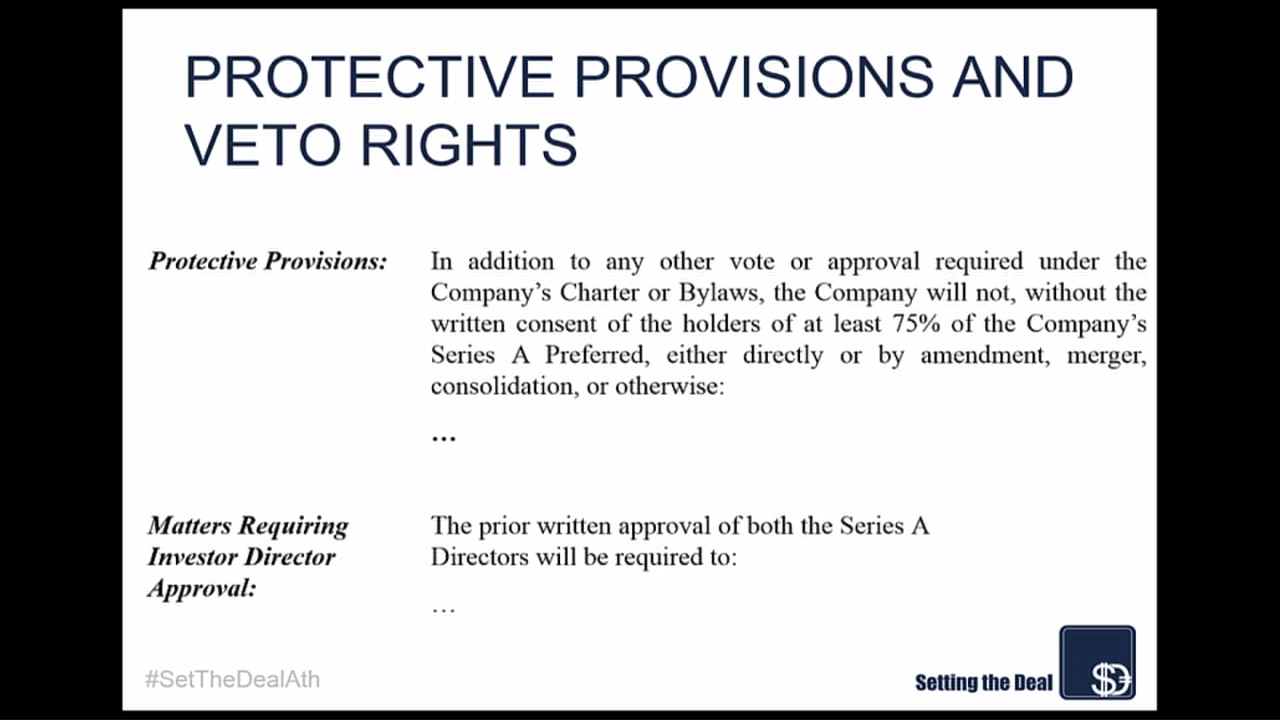 PROTECTIVE PROVISIONS AND
VETO RIGHTS
Protective Provisions:
In addition to any other vote or approval required under the
Company’s Charter or Bylaws, the Company will not, without the
written consent of the holders of at least 75% of the Company’s
Series A Preferred, either directly or by amendment, merger,
consolidation, or otherwise:
...
Matters Requiring
Investor Director
Approval:
The prior written approval of both the Series A
Directors will be required to:
...
#SetTheDealAth
Setting the Deal